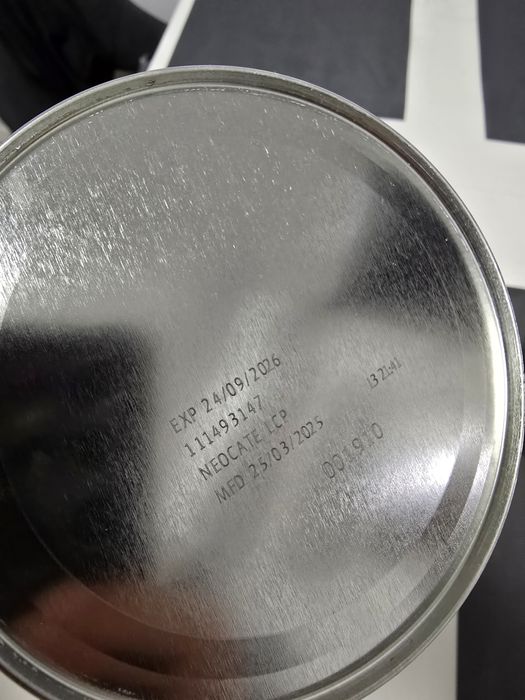 EXP 24/09/2026
111493147
NEOCATE LCP
MFD 25/03/2025
13 21:41
001910